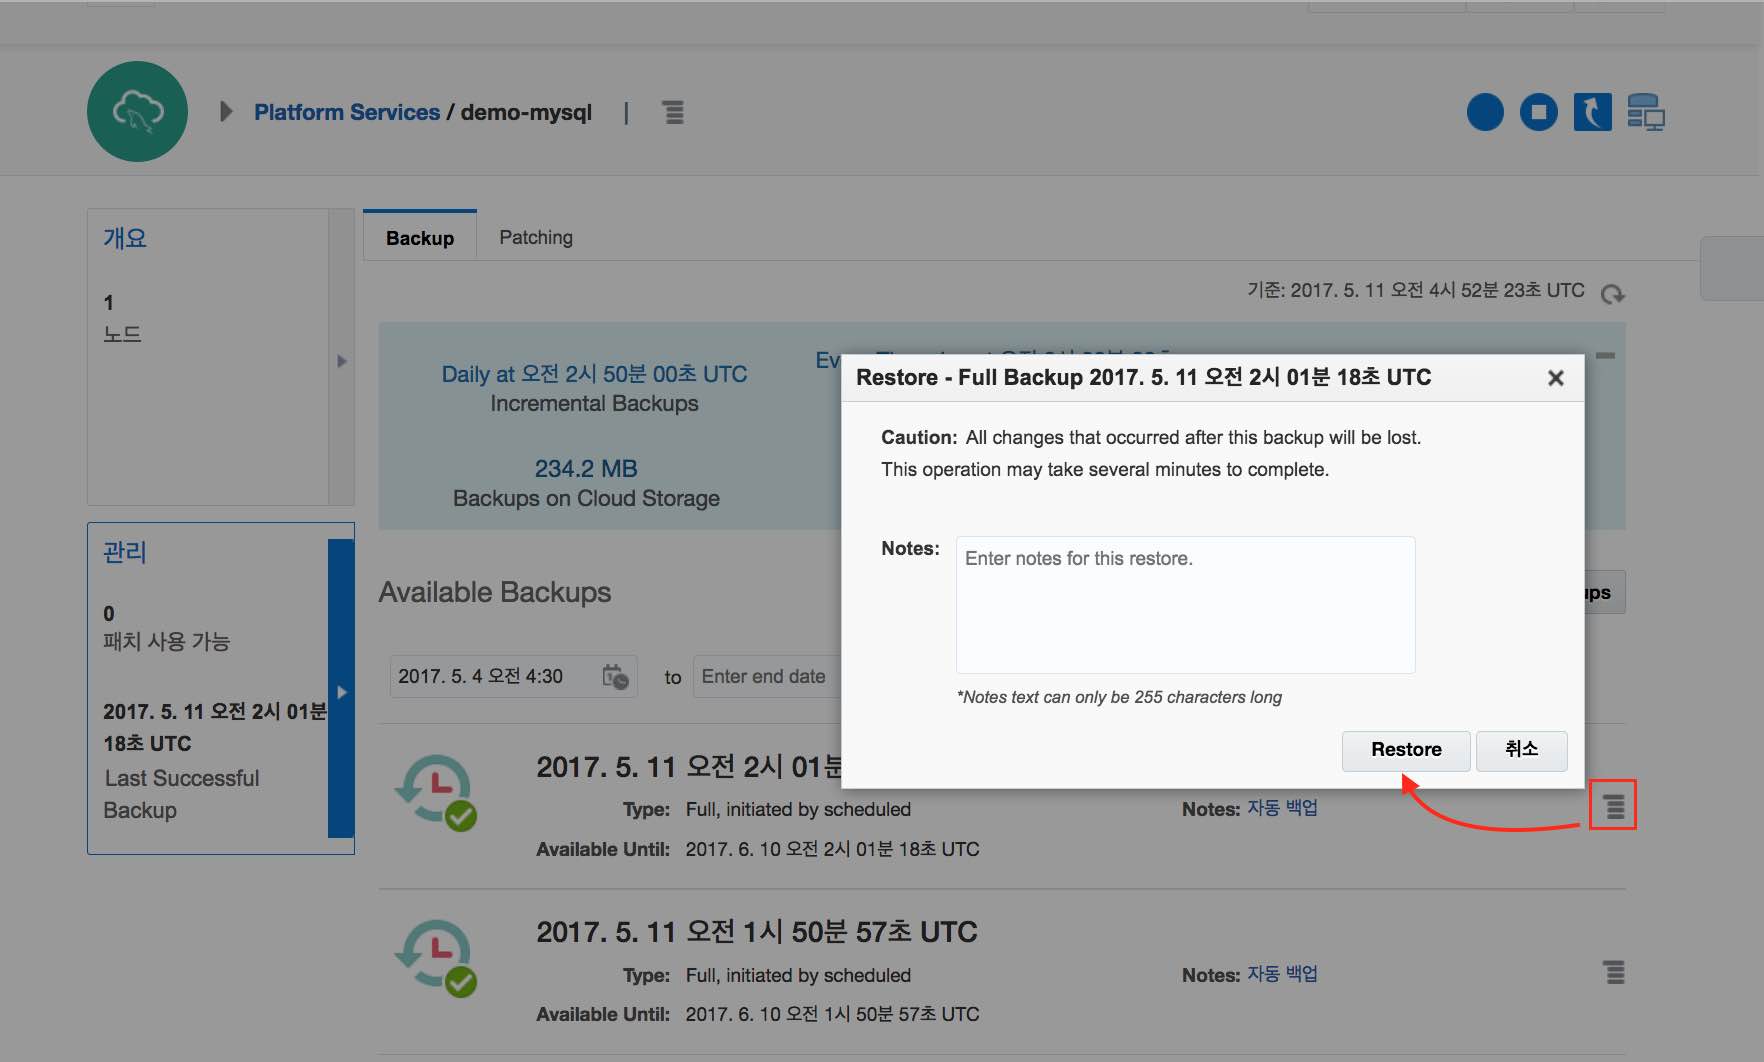 Platform Services / demo-mysql |
개요
1
노드
관리
0
패치 사용 가능
2017. 5. 11 오전 2시 01분
18초 UTC
Last Successful
Backup
Backup
Patching
기준: 2017. 5. 11 오전 4시 52분 23초 UTC
Daily at 오전 2시 50분 00초 UTC
Incremental Backups
234.2 MB
Backups on Cloud Storage
Restore - Full Backup 2017. 5. 11 오전 2시 01분 18초 UTC
Caution: All changes that occurred after this backup will be lost.
This operation may take several minutes to complete.
Notes: Enter notes for this restore.
*Notes text can only be 255 characters long
Restore 취소
Available Backups
2017. 5. 4 오전 4:30 to Enter end date
2017. 5. 11 오전 2시 01분
Type: Full, initiated by scheduled
Notes: 자동 백업
Available Until: 2017. 6. 10 오전 2시 01분 18초 UTC
2017. 5. 11 오전 1시 50분 57초 UTC
Type: Full, initiated by scheduled
Notes: 자동 백업
Available Until: 2017. 6. 10 오전 1시 50분 57초 UTC